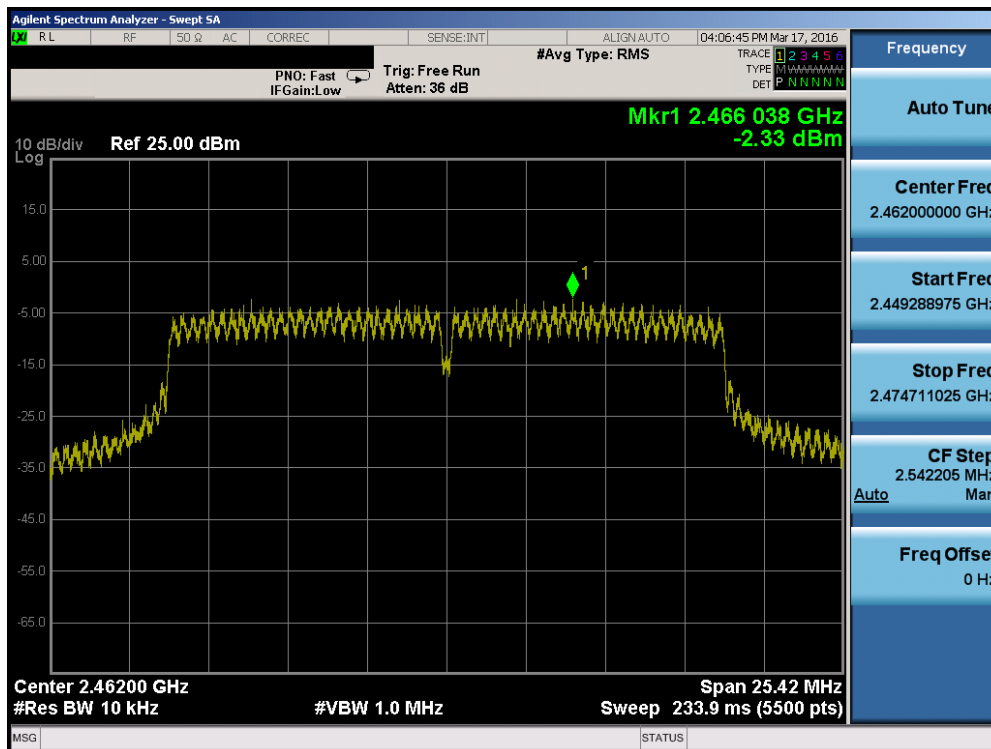 Agilent Spectrum Analyzer - Swept SA
LXI RL RF 50 Ω AC CORREC SENSE:INT ALIGN AUTO 04:06:45 PM Mar 17, 2016
#Avg Type: RMS TRACE 1 2 3 4 5 6
PNO: Fast Trig: Free Run TYPE M WWWWW
IFGain:Low Atten: 36 dB DET P N N N N N
Mkr1 2.466 038 GHz
-2.33 dBm
10 dB/div Ref 25.00 dBm
Log
15.0
5.00
1
-5.00
-15.0
-25.0
-35.0
-45.0
-55.0
-65.0
Center 2.46200 GHz Span 25.42 MHz
#Res BW 10 kHz #VBW 1.0 MHz Sweep 233.9 ms (5500 pts)
MSG STATUS
Frequency
Auto Tune
Center Freq
2.462000000 GHz
Start Freq
2.449288975 GHz
Stop Freq
2.474711025 GHz
CF Step
2.542205 MHz
Auto Man
Freq Offset
0 Hz